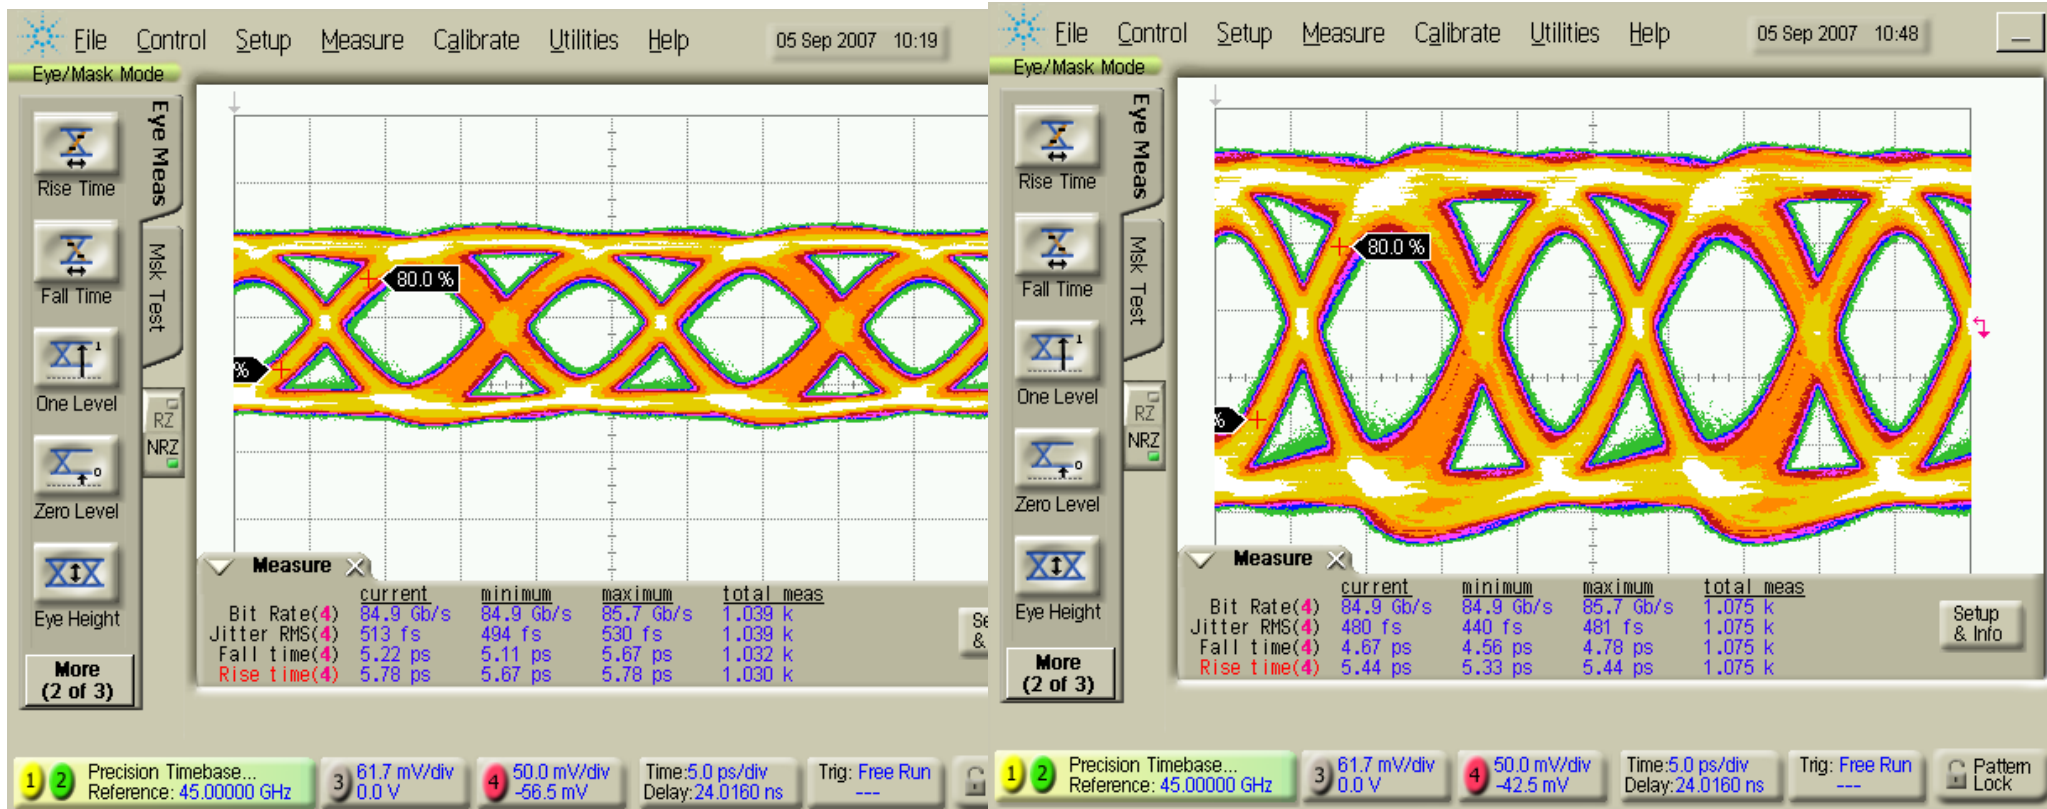 File Control Setup Measure Calibrate Utilities Help 05 Sep 2007 10:19
Eye/Mask Mode
Eye Meas
Msk Test
Rise Time
Fall Time
One Level
Zero Level
Eye Height
More
(2 of 3)
RZ
NRZ
80.0 %
%
Measure
current minimum maximum total meas
Bit Rate(4) 84.9 Gb/s 84.9 Gb/s 85.7 Gb/s 1.039 k
Jitter RMS(4) 513 fs 494 fs 530 fs 1.039 k
Fall time(4) 5.22 ps 5.11 ps 5.67 ps 1.032 k
Rise time(4) 5.78 ps 5.67 ps 5.78 ps 1.030 k
Se
&
1 2 Precision Timebase...
Reference: 45.00000 GHz
3 61.7 mV/div
0.0 V
4 50.0 mV/div
-56.5 mV
Time:5.0 ps/div
Delay:24.0160 ns
Trig: Free Run
---
File Control Setup Measure Calibrate Utilities Help 05 Sep 2007 10:48
Eye/Mask Mode
Eye Meas
Msk Test
Rise Time
Fall Time
One Level
Zero Level
Eye Height
More
(2 of 3)
RZ
NRZ
80.0 %
%
Measure
current minimum maximum total meas
Bit Rate(4) 84.9 Gb/s 84.9 Gb/s 85.7 Gb/s 1.075 k
Jitter RMS(4) 480 fs 440 fs 481 fs 1.075 k
Fall time(4) 4.67 ps 4.56 ps 4.78 ps 1.075 k
Rise time(4) 5.44 ps 5.33 ps 5.44 ps 1.075 k
Setup
& Info
1 2 Precision Timebase...
Reference: 45.00000 GHz
3 61.7 mV/div
0.0 V
4 50.0 mV/div
-42.5 mV
Time:5.0 ps/div
Delay:24.0160 ns
Trig: Free Run
---
Pattern
Lock